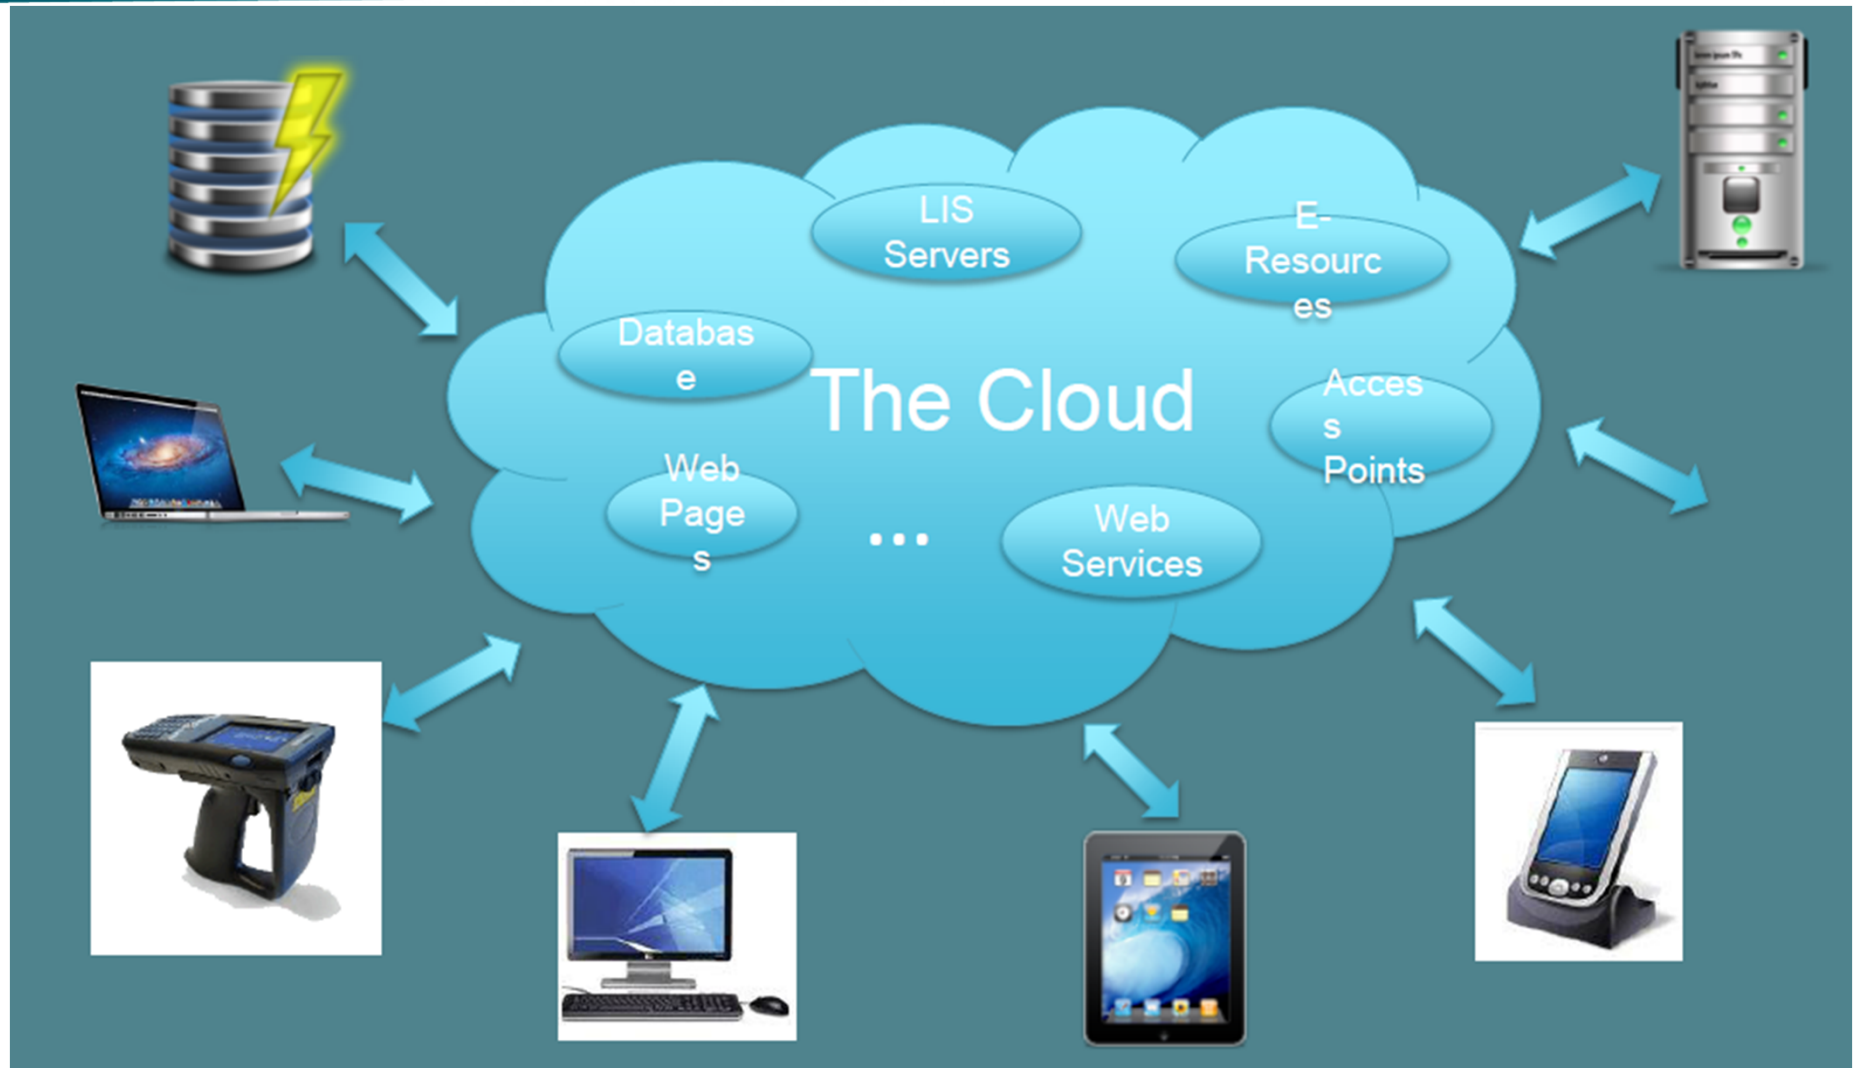 LIS
Servers
E-
Resourc
es
Databas
e
The Cloud
Acces
s
Points
Web
Page
s
...
Web
Services